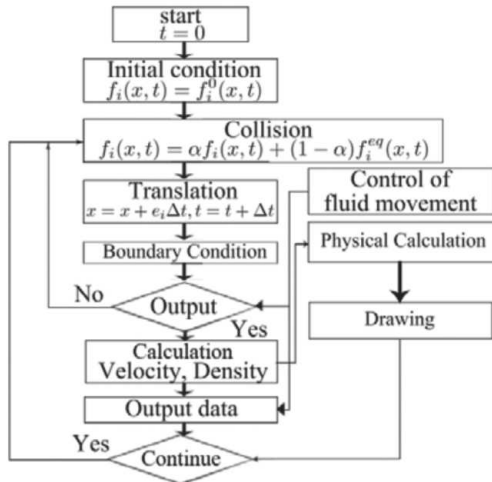 start
t = 0
Initial condition
f_i(x, t) = f_i^0(x, t)
Collision
f_i(x, t) = αf_i(x, t) + (1 − α)f_i^{eq}(x, t)
Translation
x = x + e_iΔt, t = t + Δt
Control of
fluid movement
Boundary Condition
Physical Calculation
No
Output
Yes
Drawing
Calculation
Velocity, Density
Output data
Yes
Continue